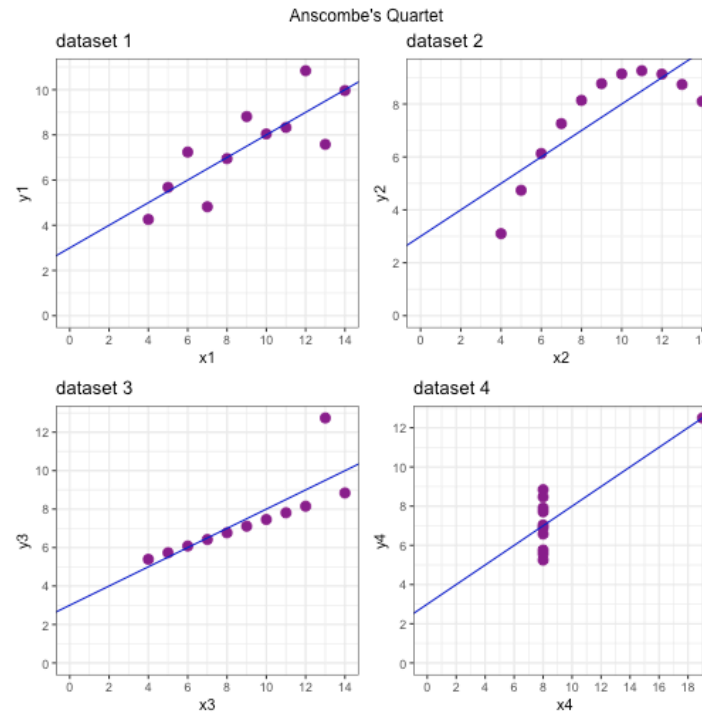 Anscombe's Quartet
dataset 1
10
8
6
4
2
0
y1
0 2 4 6 8 10 12 14
x1
dataset 2
8
6
4
2
0
y2
0 2 4 6 8 10 12
x2
dataset 3
12
10
8
6
4
2
0
y3
0 2 4 6 8 10 12 14
x3
dataset 4
12
10
8
6
4
2
0
y4
0 2 4 6 8 10 12 14 16 18
x4